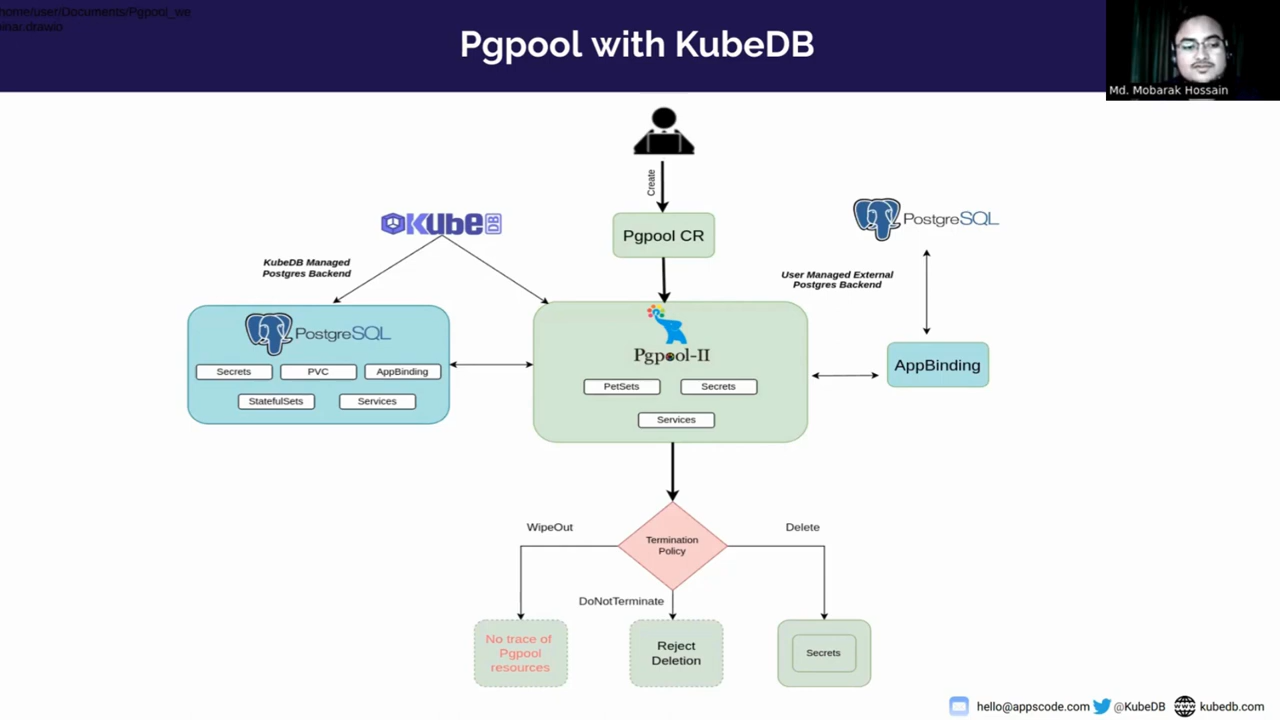 home/user/Documents/Pgpool_we
inar.drawio
Pgpool with KubeDB
Md. Mobarak Hossain
Create
KubeDB
PostgreSQL
Pgpool CR
KubeDB Managed
Postgres Backend
User Managed External
Postgres Backend
PostgreSQL
Secrets
PVC
AppBinding
StatefulSets
Services
Pgpool-II
PetSets
Secrets
Services
AppBinding
WipeOut
Termination
Policy
Delete
DoNotTerminate
No trace of
Pgpool
resources
Reject
Deletion
Secrets
hello@appscode.com
@KubeDB
kubedb.com